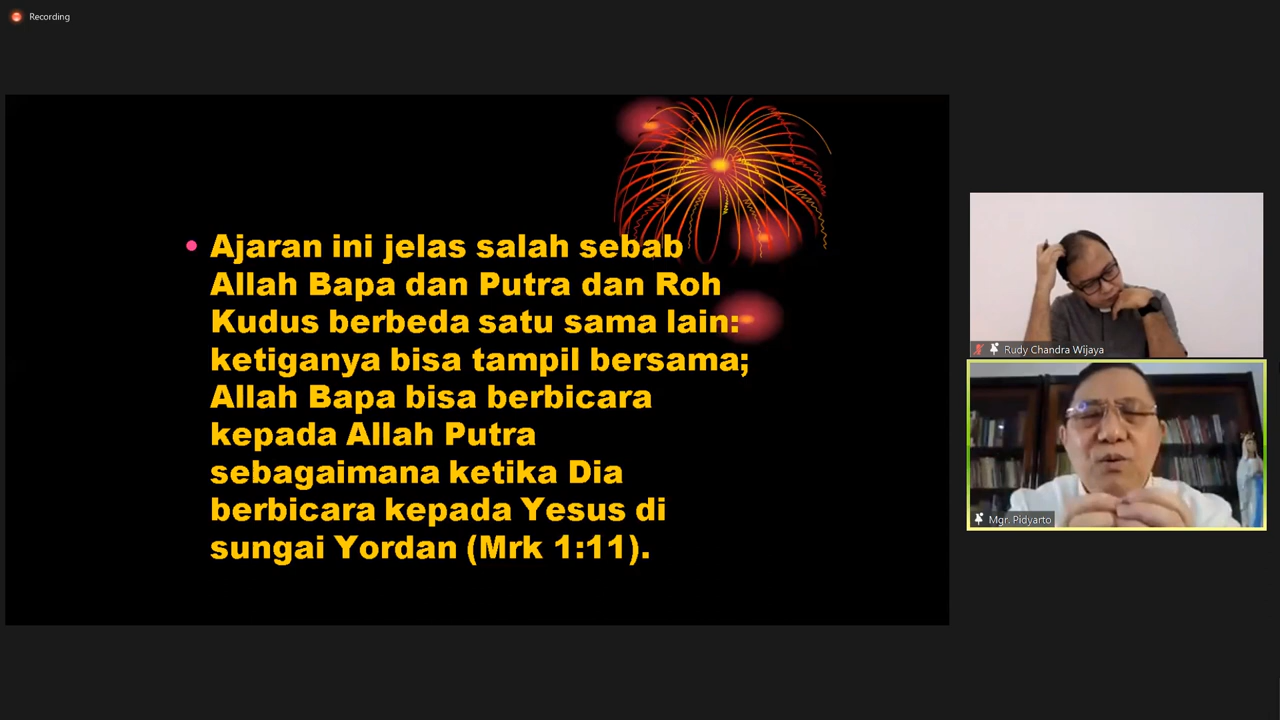 Recording
• Ajaran ini jelas salah sebab
Allah Bapa dan Putra dan Roh
Kudus berbeda satu sama lain:
ketiganya bisa tampil bersama;
Allah Bapa bisa berbicara
kepada Allah Putra
sebagaimana ketika Dia
berbicara kepada Yesus di
sungai Yordan (Mrk 1:11).
Rudy Chandra Wijaya
Mgr. Pidyarto